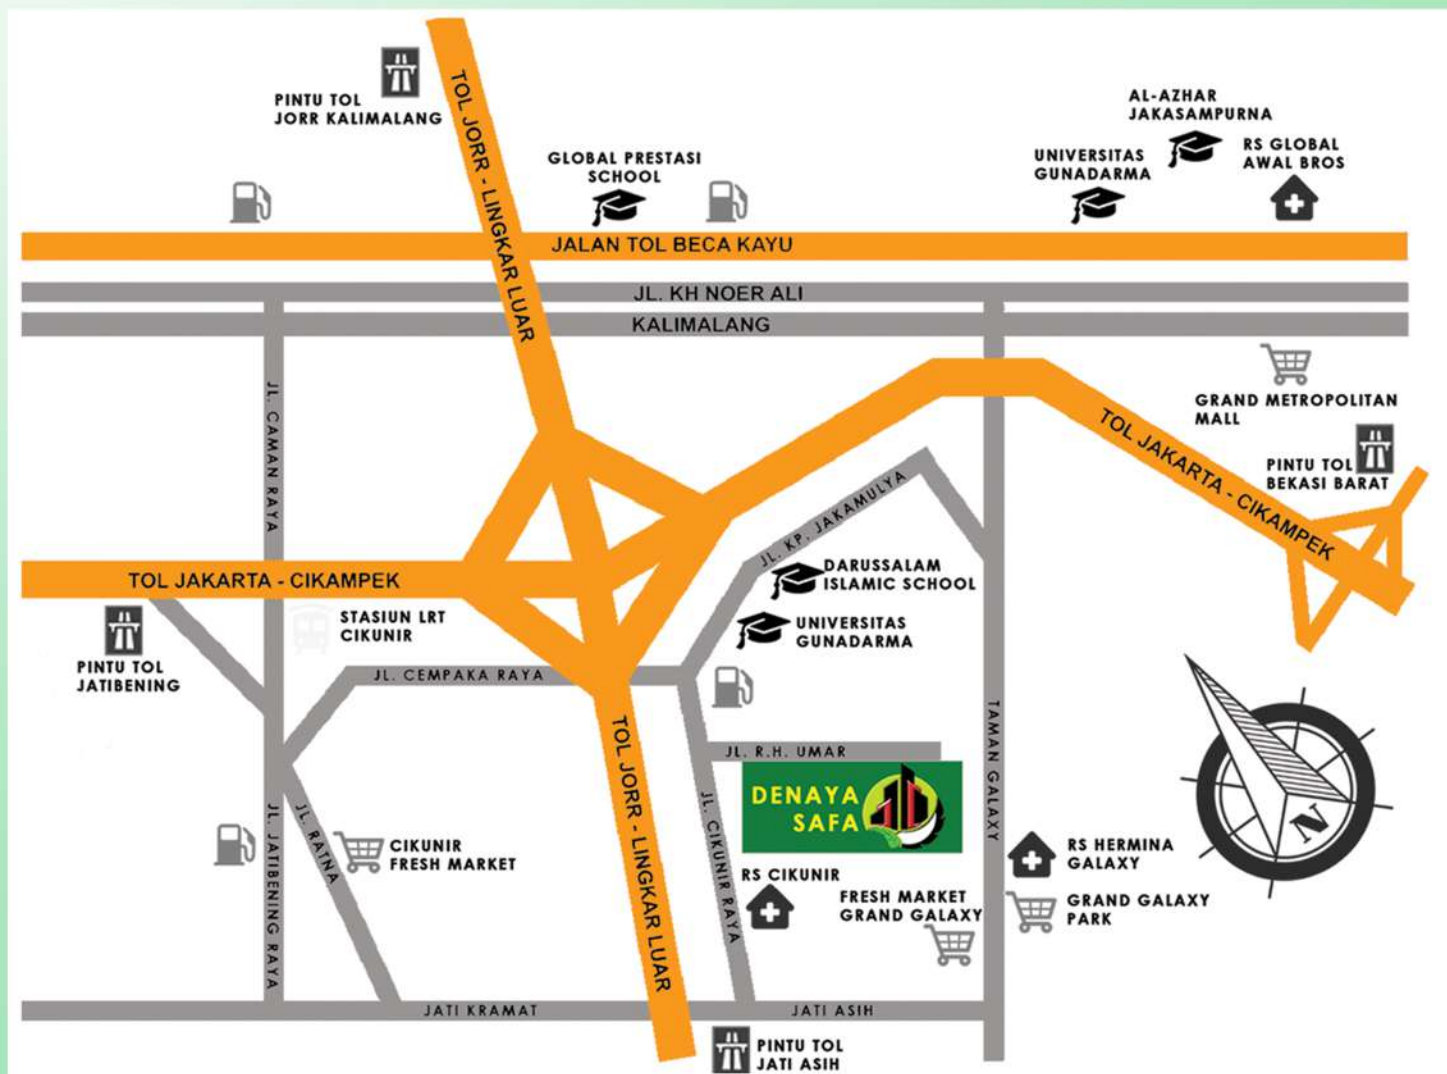 PINTU TOL
JORR KALIMALANG
TOL JORR - LINGKAR LUAR
GLOBAL PRESTASI
SCHOOL
AL-AZHAR
JAKASAMPURNA
UNIVERSITAS
GUNADARMA
RS GLOBAL
AWAL BROS
JALAN TOL BECA KAYU
JL. KH NOER ALI
KALIMALANG
JL. CAMAN RAYA
GRAND METROPOLITAN
MALL
TOL JAKARTA - CIKAMPEK
PINTU TOL
BEKASI BARAT
JL. KP. JAKAMULYA
TOL JAKARTA - CIKAMPEK
DARUSSALAM
ISLAMIC SCHOOL
STASIUN LRT
CIKUNIR
UNIVERSITAS
GUNADARMA
PINTU TOL
JATIBENING
JL. CEMPAKA RAYA
TOL JORR - LINGKAR LUAR
JL. R.H. UMAR
TAMAN GALAXY
DENAYA
SAFA
JL. CIKUNIR RAYA
JL. JATIBENING RAYA
JL. RATNA
CIKUNIR
FRESH MARKET
N
RS HERMINA
GALAXY
RS CIKUNIR
FRESH MARKET
GRAND GALAXY
GRAND GALAXY
PARK
JATI KRAMAT
JATI ASIH
PINTU TOL
JATI ASIH